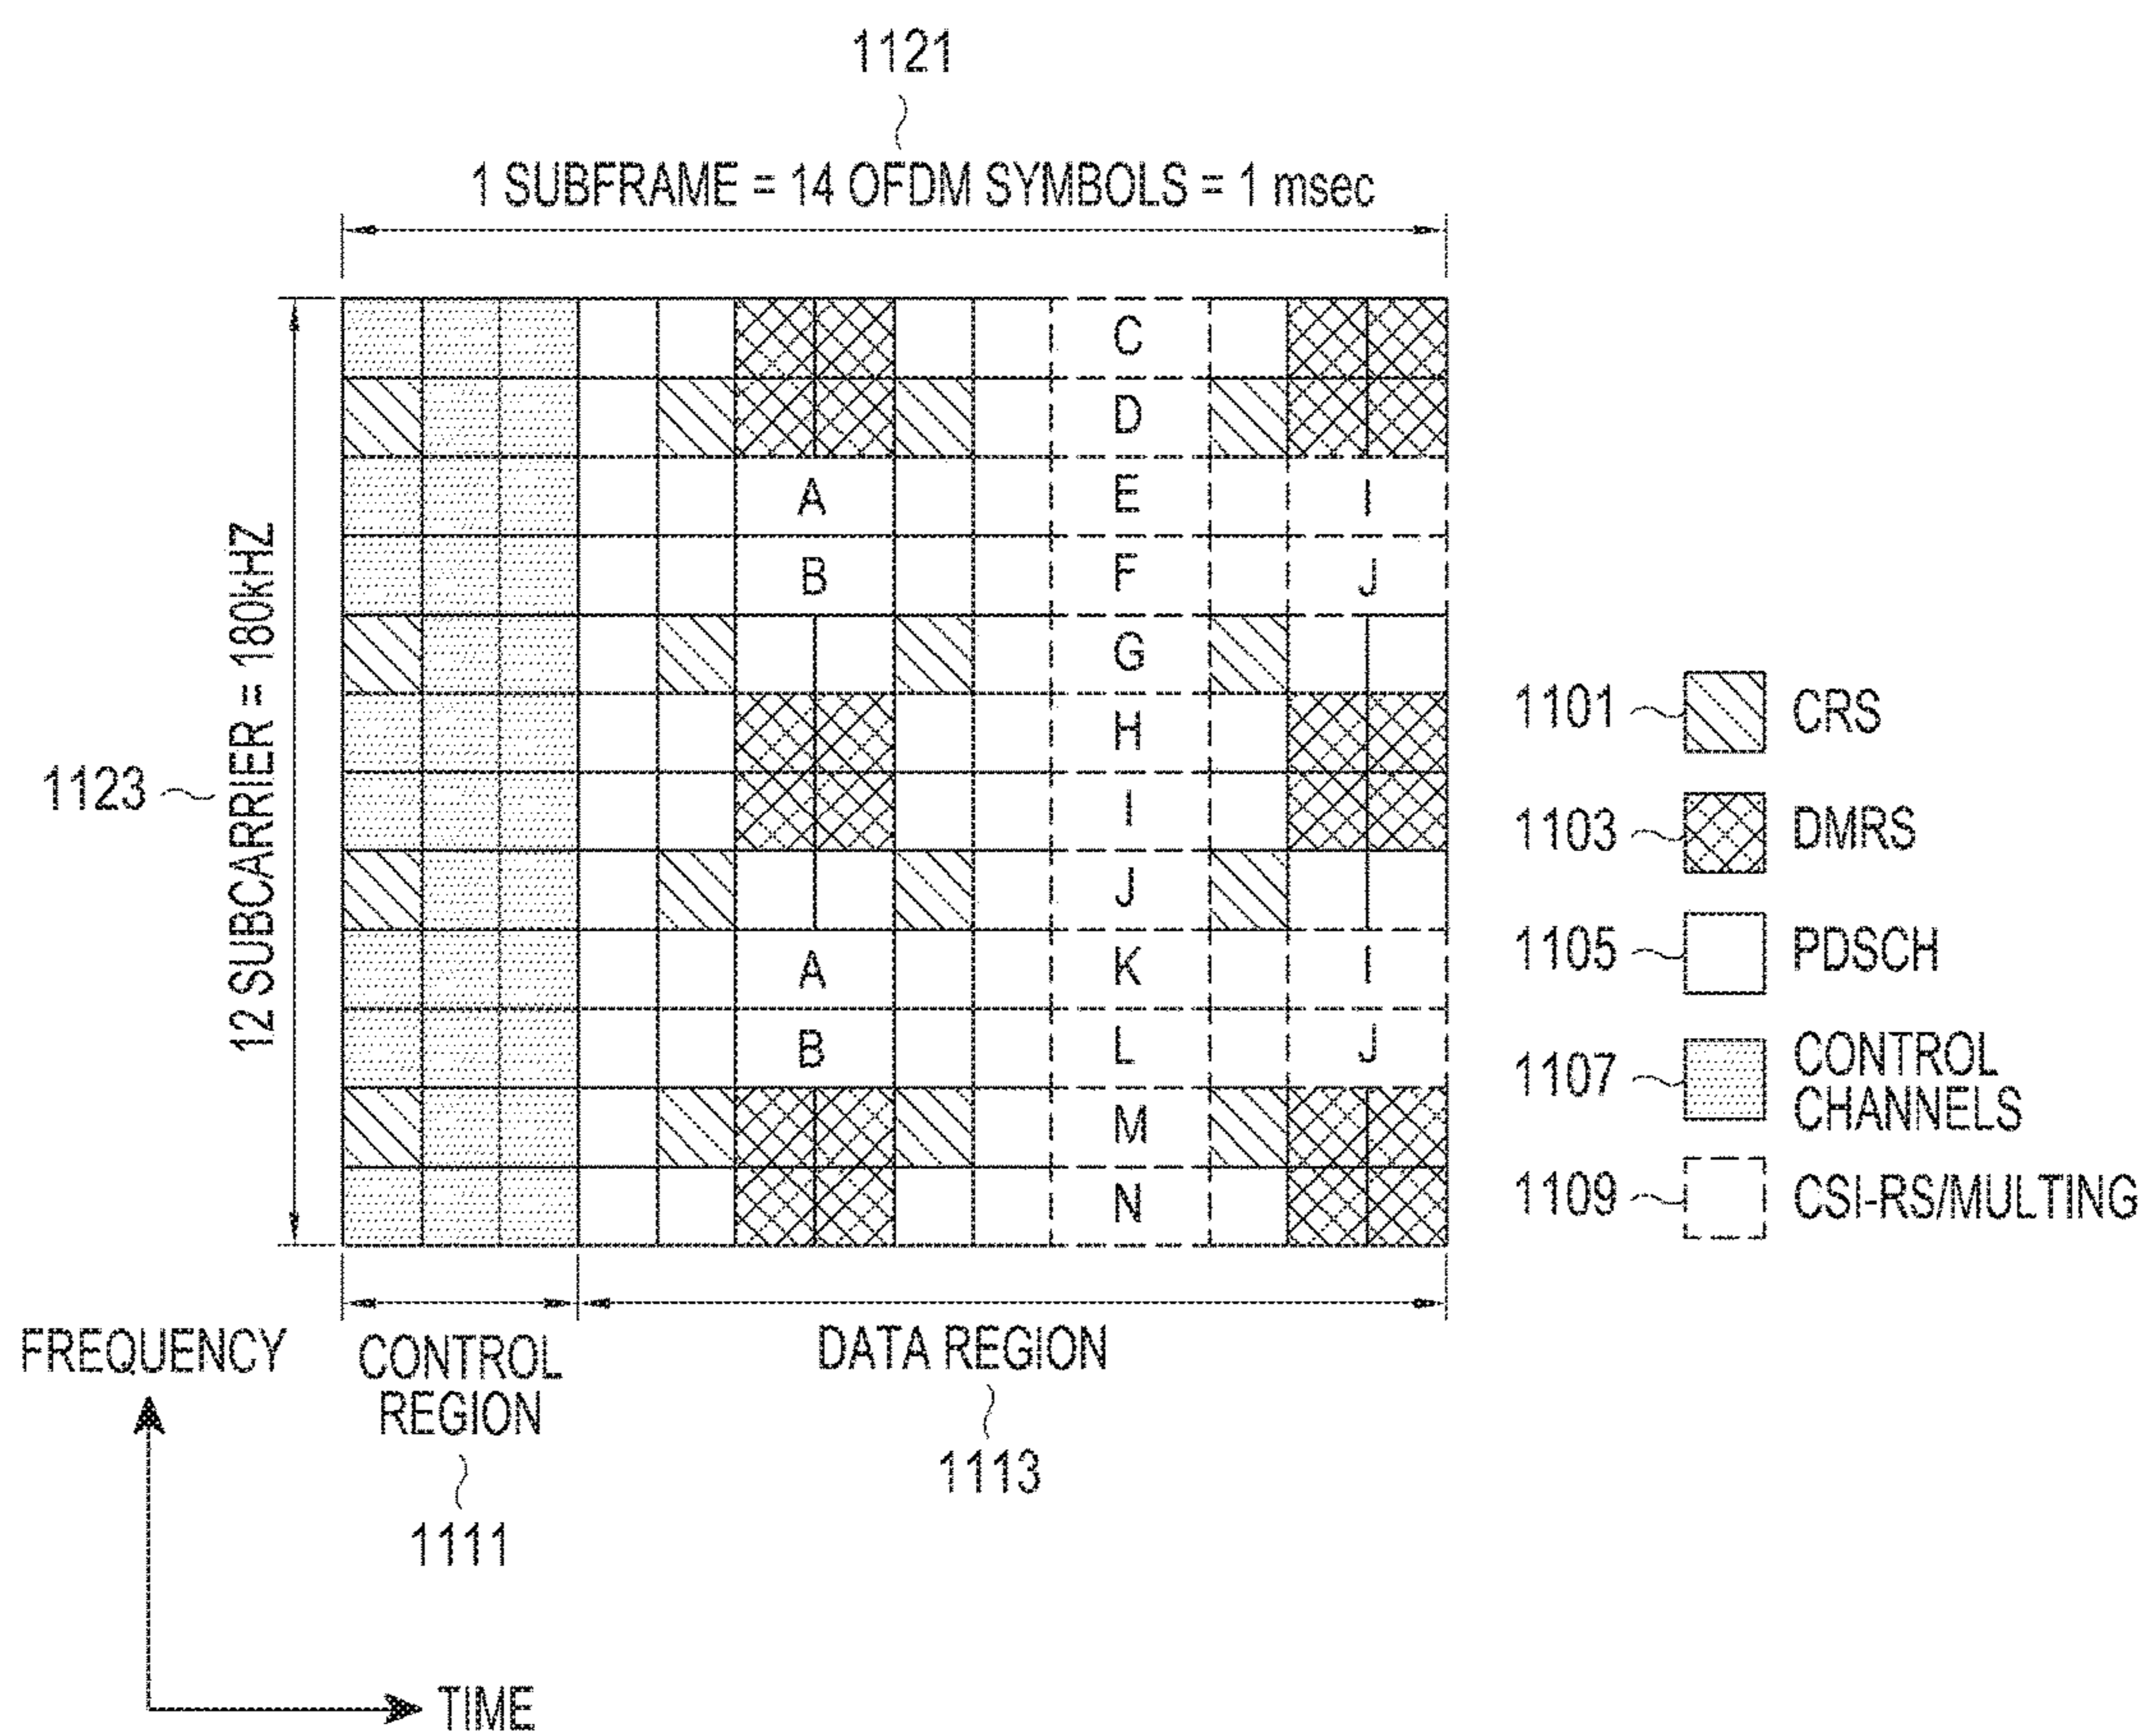 1121
1 SUBFRAME = 14 OFDM SYMBOLS = 1 msec
1123
12 SUBCARRIER = 180kHZ
C
D
A E I
B F J
G
H
I
J
A K I
B L J
M
N
1101 CRS
1103 DMRS
1105 PDSCH
1107 CONTROL
CHANNELS
1109 CSI-RS/MULTING
CONTROL
REGION
1111
DATA REGION
1113
FREQUENCY
TIME